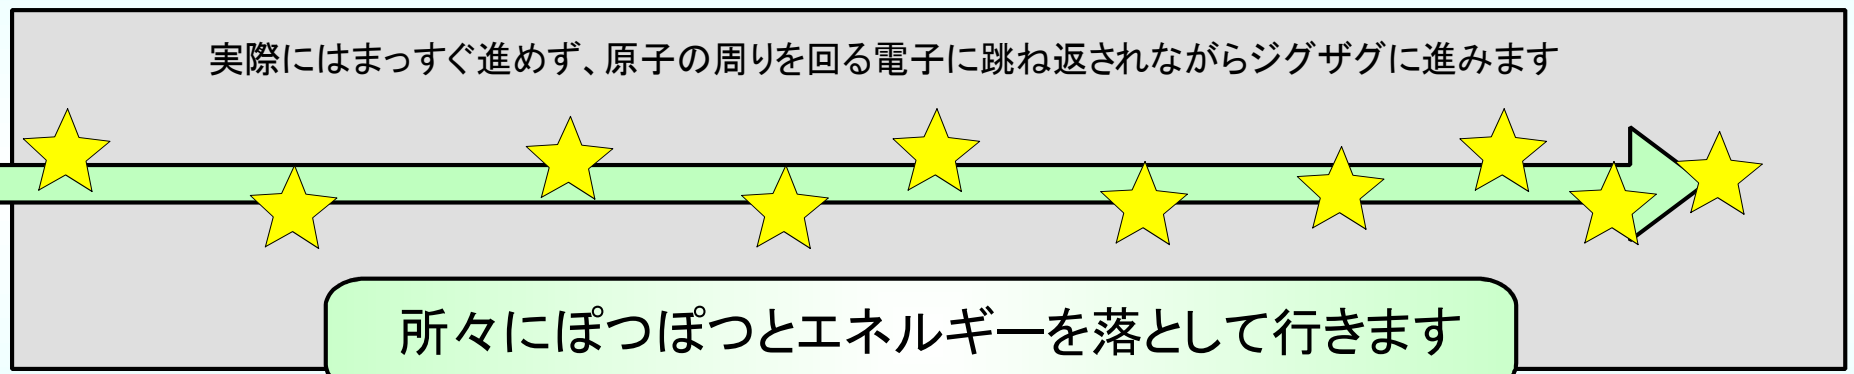 実際にはまっすぐ進めず、原子の周りを回る電子に跳ね返されながらジグザグに進みます
所々にぽつぽつとエネルギーを落として行きます